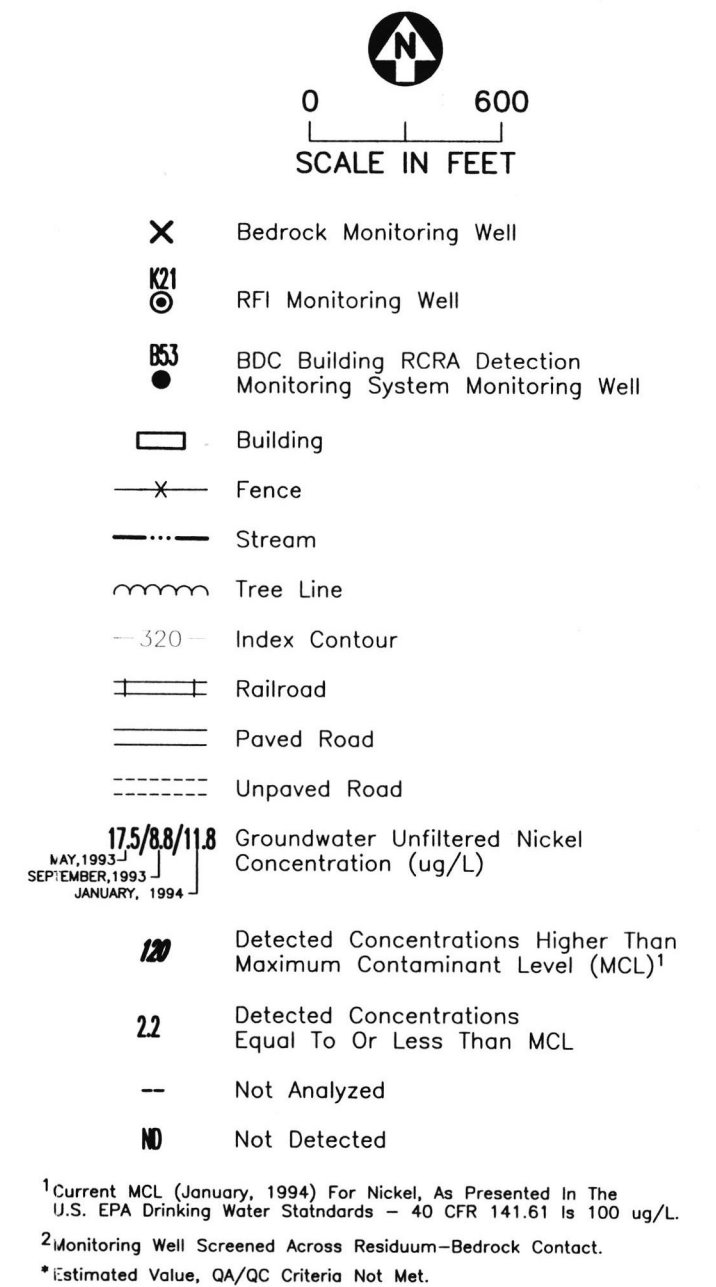 N
0 600
SCALE IN FEET
Bedrock Monitoring Well
K21
RFI Monitoring Well
B53
BDC Building RCRA Detection
Monitoring System Monitoring Well
Building
Fence
Stream
Tree Line
320 Index Contour
Railroad
Paved Road
Unpaved Road
17.5/8.8/11.8 Groundwater Unfiltered Nickel
MAY,1993 Concentration (ug/L)
SEPTEMBER,1993
JANUARY, 1994
120 Detected Concentrations Higher Than
Maximum Contaminant Level (MCL)¹
2.2 Detected Concentrations
Equal To Or Less Than MCL
-- Not Analyzed
ND Not Detected
¹Current MCL (January, 1994) For Nickel, As Presented In The
U.S. EPA Drinking Water Statndards – 40 CFR 141.61 Is 100 ug/L.
²Monitoring Well Screened Across Residuum–Bedrock Contact.
*Estimated Value, QA/QC Criteria Not Met.